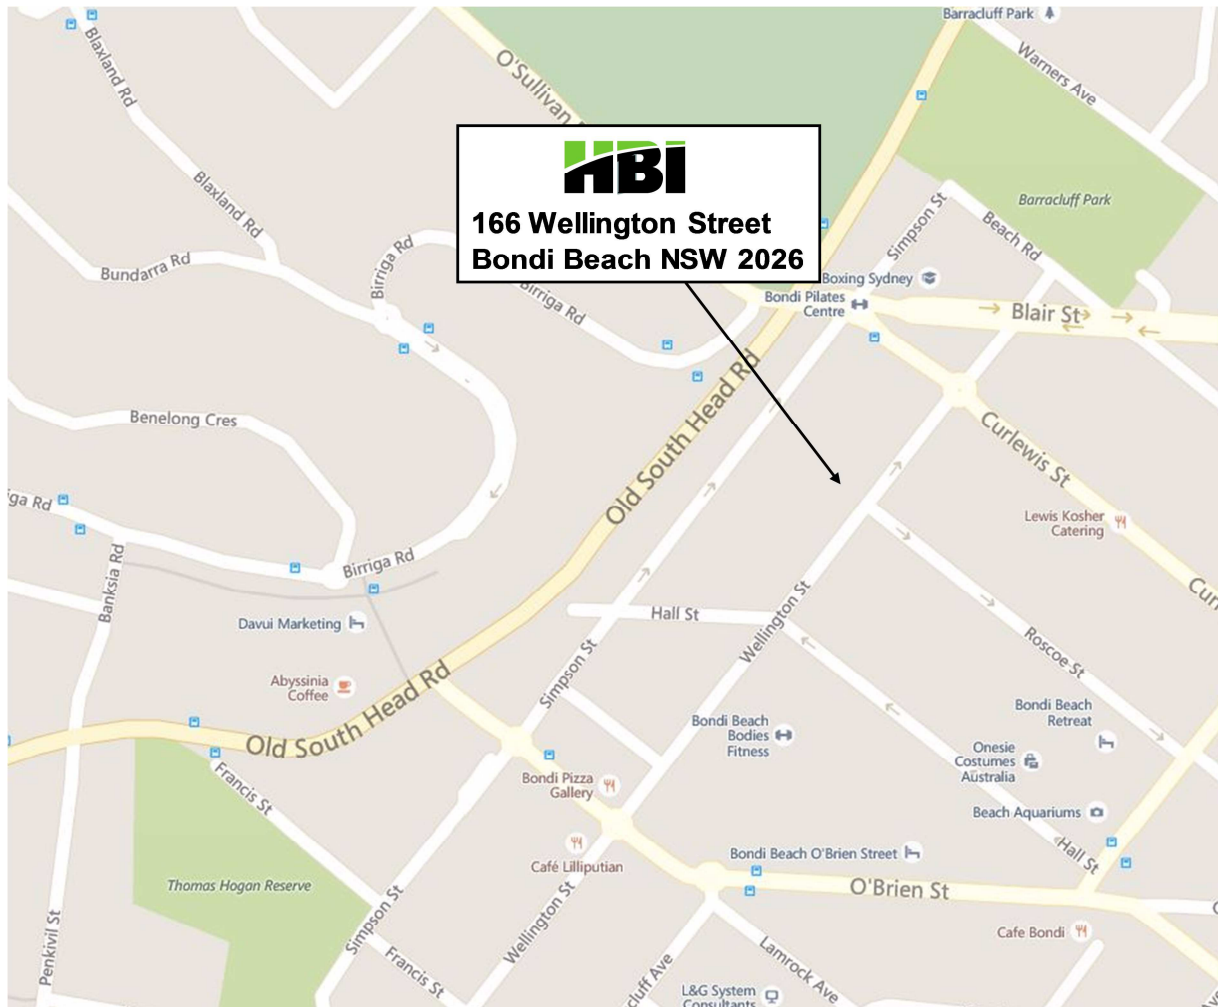 Barracluff Park
Blaxland Rd
O'Sullivan
Warners Ave
HBI
166 Wellington Street
Bondi Beach NSW 2026
Blaxland Rd
Barracluff Park
Simpson St
Beach Rd
Bundarra Rd
Birriga Rd
Birriga Rd
Boxing Sydney
Bondi Pilates
Centre
Blair St
Old South Head Rd
Benelong Cres
Curlewis St
iga Rd
Lewis Kosher
Catering
Birriga Rd
Banksia Rd
Curl
Davui Marketing
Hall St
Wellington St
Roscoe St
Simpson St
Abyssinia
Coffee
Old South Head Rd
Bondi Beach
Retreat
Bondi Beach
Bodies
Fitness
Onesie
Costumes
Australia
Francis St
Bondi Pizza
Gallery
Beach Aquariums
Café Lilliputian
Bondi Beach O'Brien Street
Hall St
Thomas Hogan Reserve
O'Brien St
Simpson St
Wellington St
Cafe Bondi
Penkivil St
Francis St
cluff Ave
Lamrock Ave
L&G System
Consultants